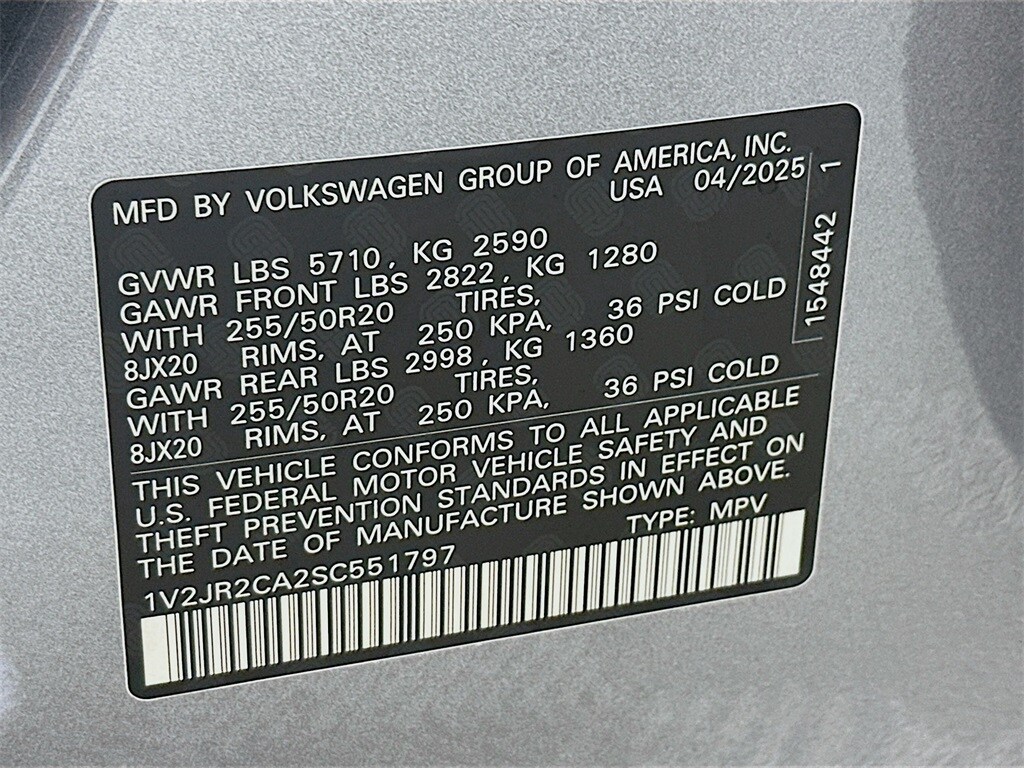 MFD BY VOLKSWAGEN GROUP OF AMERICA, INC.
USA 04/2025 1
1548442
GVWR LBS 5710, KG 2590
GAWR FRONT LBS 2822, KG 1280
WITH 255/50R20 TIRES,
8JX20 RIMS, AT 250 KPA, 36 PSI COLD
GAWR REAR LBS 2998, KG 1360
WITH 255/50R20 TIRES,
8JX20 RIMS, AT 250 KPA, 36 PSI COLD
THIS VEHICLE CONFORMS TO ALL APPLICABLE
U.S. FEDERAL MOTOR VEHICLE SAFETY AND
THEFT PREVENTION STANDARDS IN EFFECT ON
THE DATE OF MANUFACTURE SHOWN ABOVE.
1V2JR2CA2SC551797 TYPE: MPV